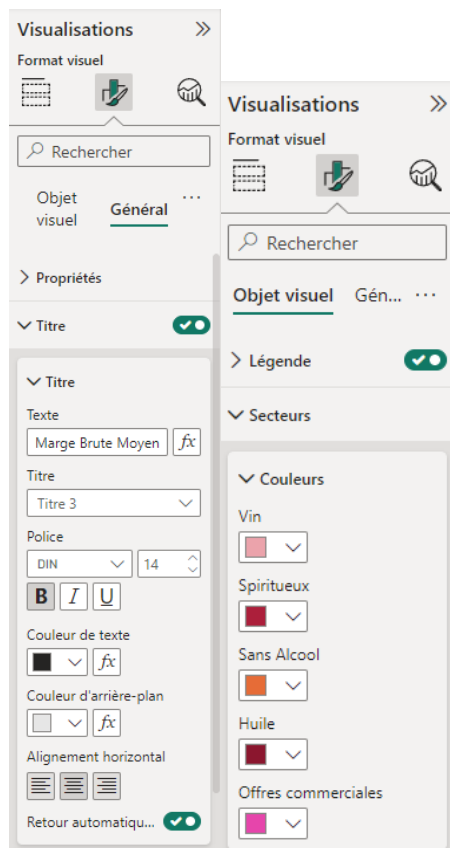 Visualisations
Format visuel
Rechercher
Objet
visuel
Général
...
Propriétés
Titre
Titre
Texte
Marge Brute Moyen
fx
Titre
Titre 3
Police
DIN
14
B I U
Couleur de texte
fx
Couleur d'arrière-plan
fx
Alignement horizontal
Retour automatiqu...
Visualisations
Format visuel
Rechercher
Objet visuel Gén... ...
Légende
Secteurs
Couleurs
Vin
Spiritueux
Sans Alcool
Huile
Offres commerciales